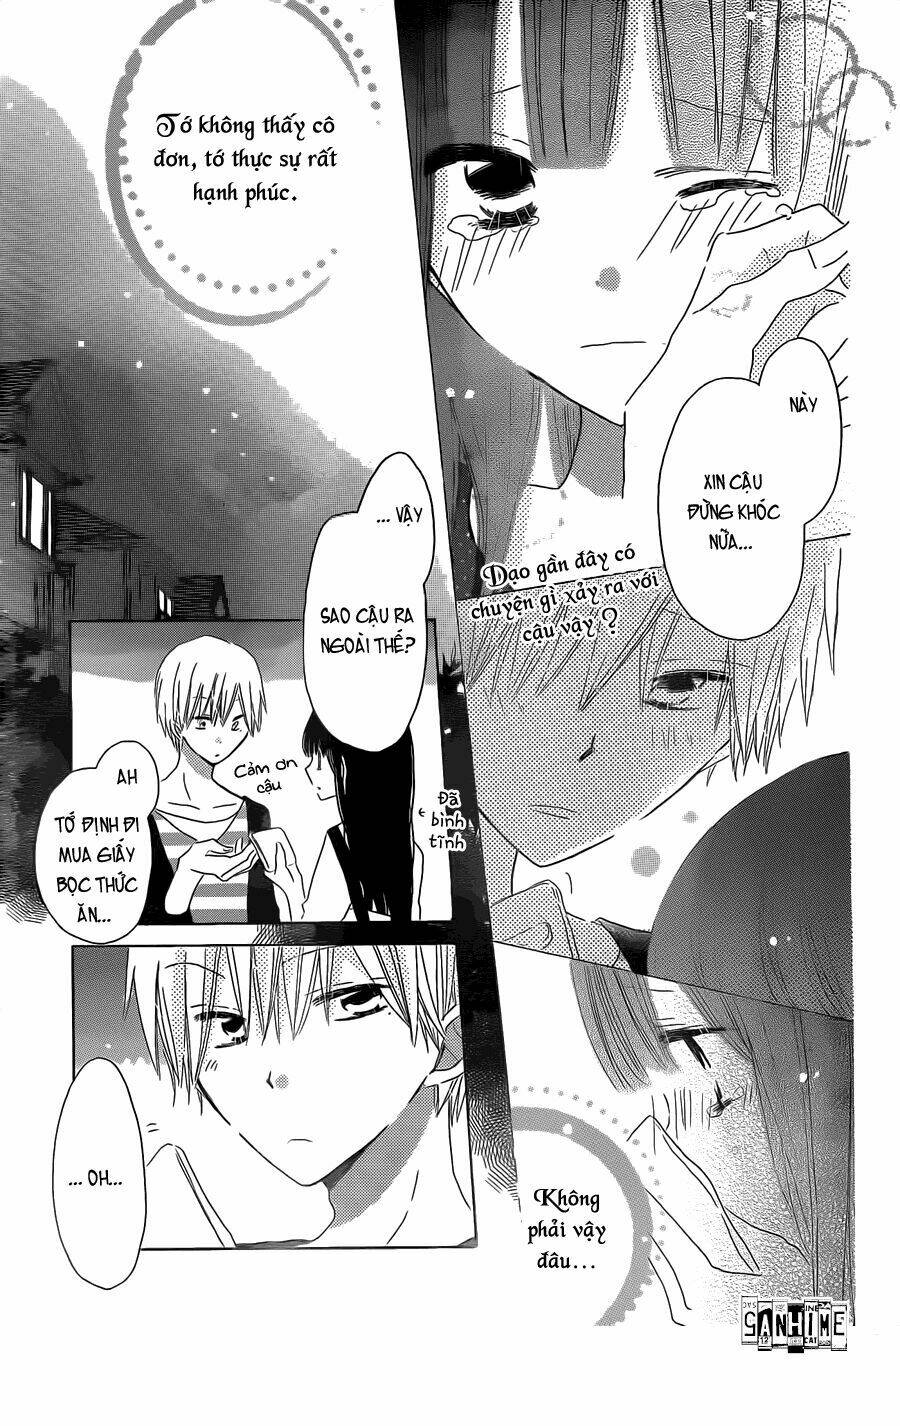 NÀY
XIN CẬU
ĐỪNG KHÓC
NỮA...
Tớ không thấy cô
đơn, tớ thực sự rất
hạnh phúc.
Dạo gần đây có
chuyện gì xảy ra với
cậu vậy ?
Không
phải vậy
đâu...
... VẬY
SAO CẬU RA
NGOÀI THẾ?
Cảm ơn
cậu
Đã
bình
tĩnh
AH
TỚ ĐỊNH ĐI
MUA GIẤY
BỌC THỨC
ĂN...
... OH...
SANHIME